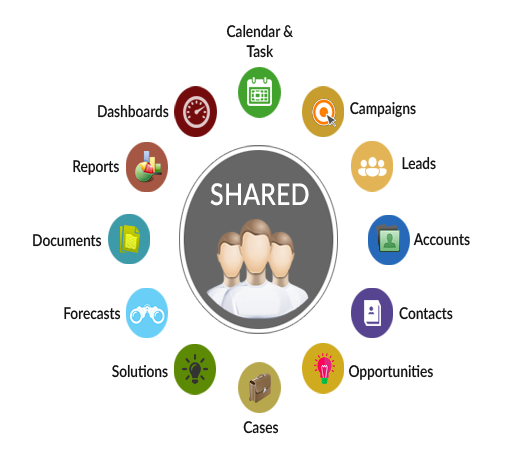 Calendar &
Task
Dashboards
Campaigns
Reports
Leads
SHARED
Documents
Accounts
Forecasts
Contacts
Solutions
Opportunities
Cases